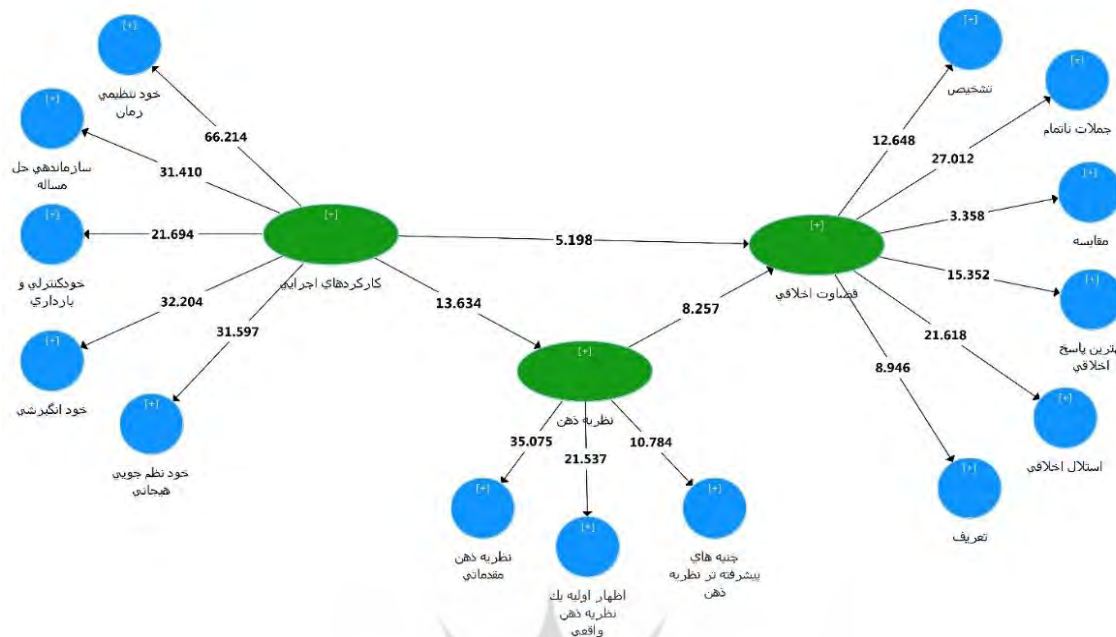 [+]
خود تنظيمي
زمان
[+]
سازماندهي حل
مساله
[+]
خودكنترلي و
بازداري
[+]
خود انگيزشي
[+]
خود نظم جويي
هيجاني
66.214
31.410
21.694
32.204
31.597
[+]
كاركردهاي اجرايي
5.198
13.634
8.257
[+]
نظريه ذهن
35.075
21.537
10.784
[+]
نظريه ذهن
مقدماتي
[+]
اظهار اوليه يك
نظريه ذهن
واقعي
[+]
جنبه هاي
پيشرفته تر نظريه
ذهن
[+]
قضاوت اخلاقي
12.648
27.012
3.358
15.352
21.618
8.946
[+]
تشخيص
[+]
جملات ناتمام
[+]
مقايسه
[+]
بهترين پاسخ
اخلاقي
[+]
استلال اخلاقي
[+]
تعريف